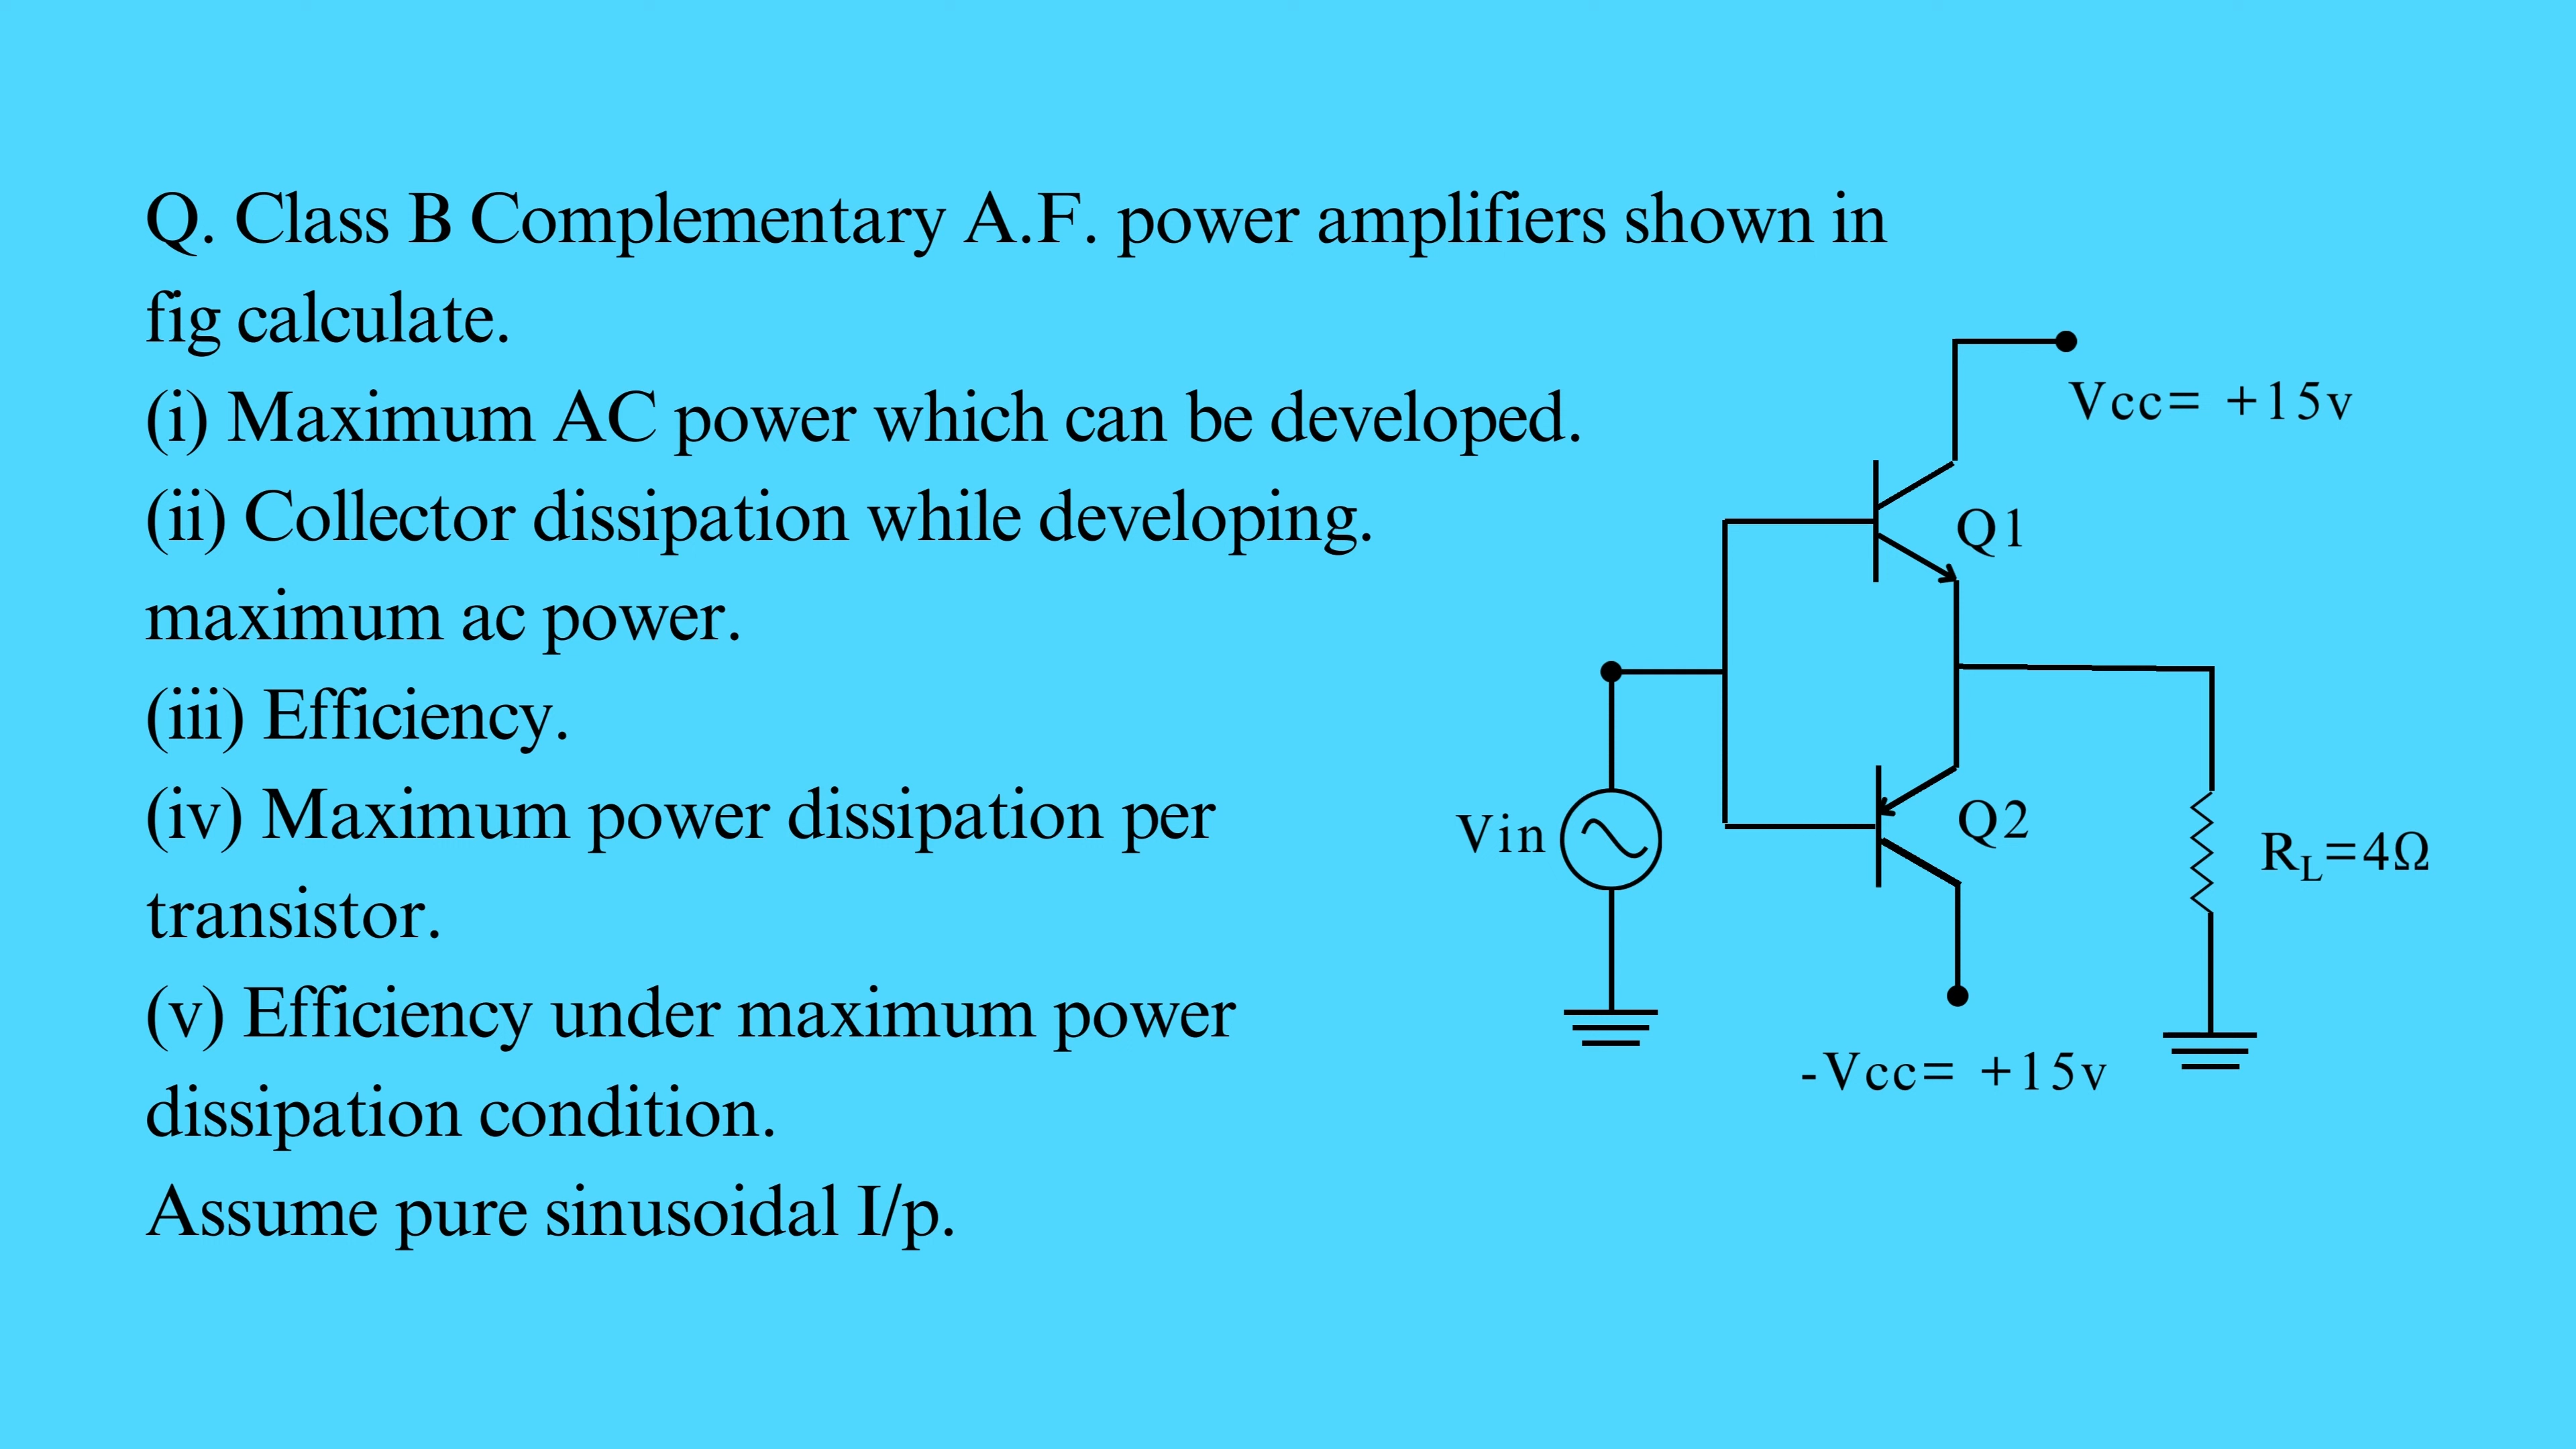 Q. Class B Complementary A.F. power amplifiers shown in
fig calculate.
(i) Maximum AC power which can be developed.
(ii) Collector dissipation while developing.
maximum ac power.
(iii) Efficiency.
(iv) Maximum power dissipation per
transistor.
(v) Efficiency under maximum power
dissipation condition.
Assume pure sinusoidal I/p.
Vcc= +15v
Q1
Vin
Q2
RL=4Ω
-Vcc= +15v